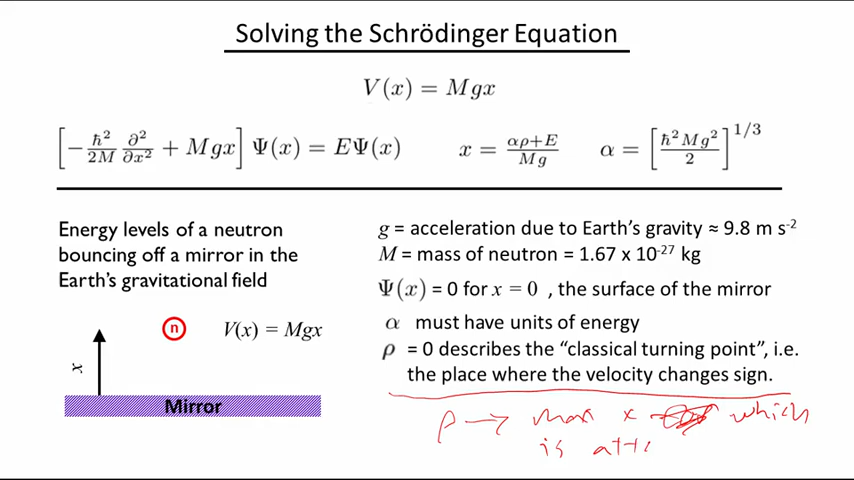 Solving the Schrödinger Equation
V(x) = Mgx
[-ħ²/2M ∂²/∂x² + Mgx] Ψ(x) = EΨ(x) x = (αρ+E)/Mg α = [ħ²Mg²/2]^1/3
Energy levels of a neutron
bouncing off a mirror in the
Earth's gravitational field
g = acceleration due to Earth's gravity ≈ 9.8 m s⁻²
M = mass of neutron = 1.67 x 10⁻²⁷ kg
Ψ(x) = 0 for x = 0 , the surface of the mirror
α must have units of energy
ρ = 0 describes the “classical turning point”, i.e.
the place where the velocity changes sign.
n V(x) = Mgx
x
Mirror
ρ → max x which
is